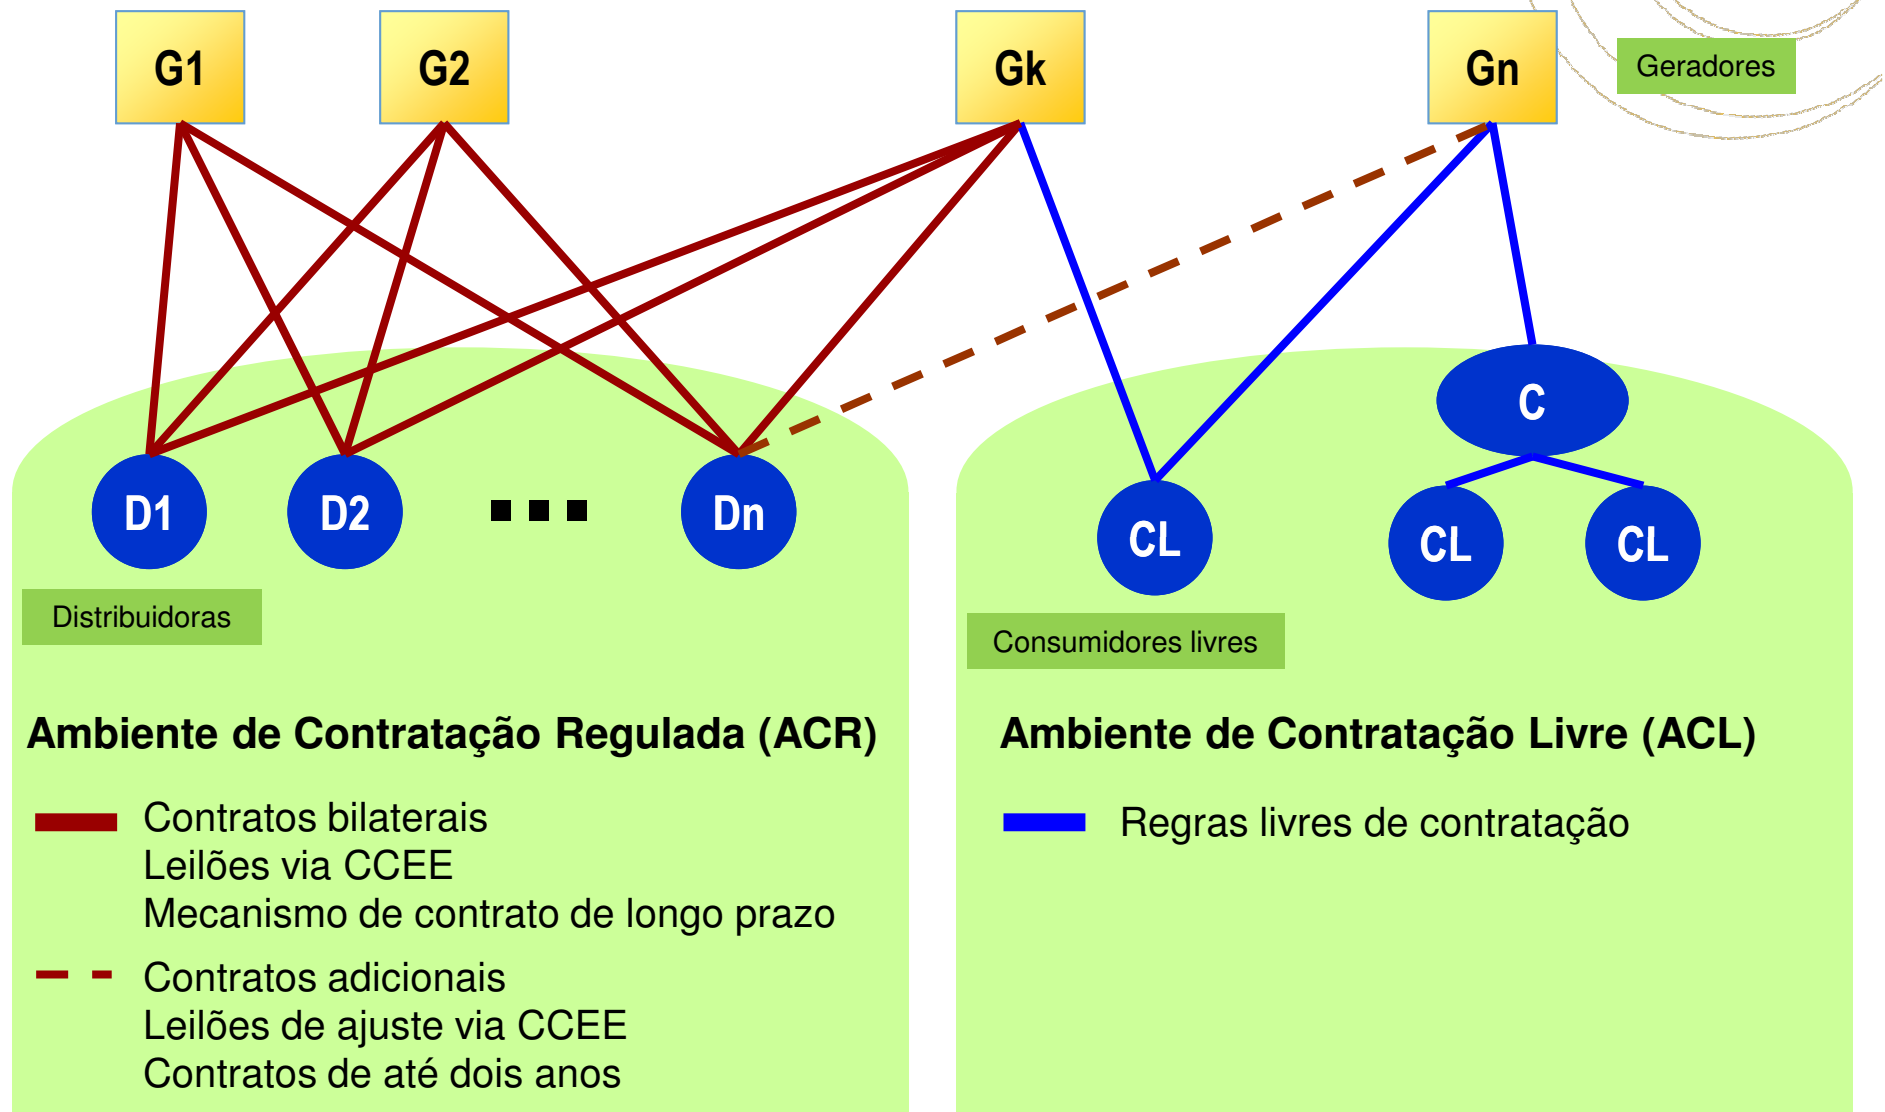 G1
G2
Gk
Gn
Geradores
D1
D2
Dn
C
CL
CL
CL
Distribuidoras
Consumidores livres
Ambiente de Contratação Regulada (ACR)
Contratos bilaterais
Leilões via CCEE
Mecanismo de contrato de longo prazo
Contratos adicionais
Leilões de ajuste via CCEE
Contratos de até dois anos
Ambiente de Contratação Livre (ACL)
Regras livres de contratação